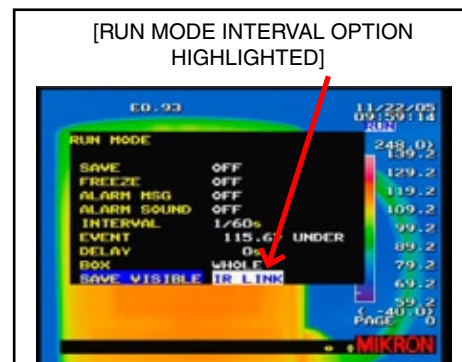 [RUN MODE INTERVAL OPTION
HIGHLIGHTED]
E0.93
11/22/05
09:59:14
RUN
RUN MODE
248.0)
139.2
SAVE OFF
129.2
FREEZE OFF
ALARM MSG OFF
119.2
ALARM SOUND OFF
109.2
INTERVAL 1/60s
99.2
EVENT 115.6 UNDER
89.2
DELAY 0s
BOX WHOLE
79.2
SAVE VISIBLE IR LINK
69.2
59.2
(-40.0)
PAGE 0
MIKRON